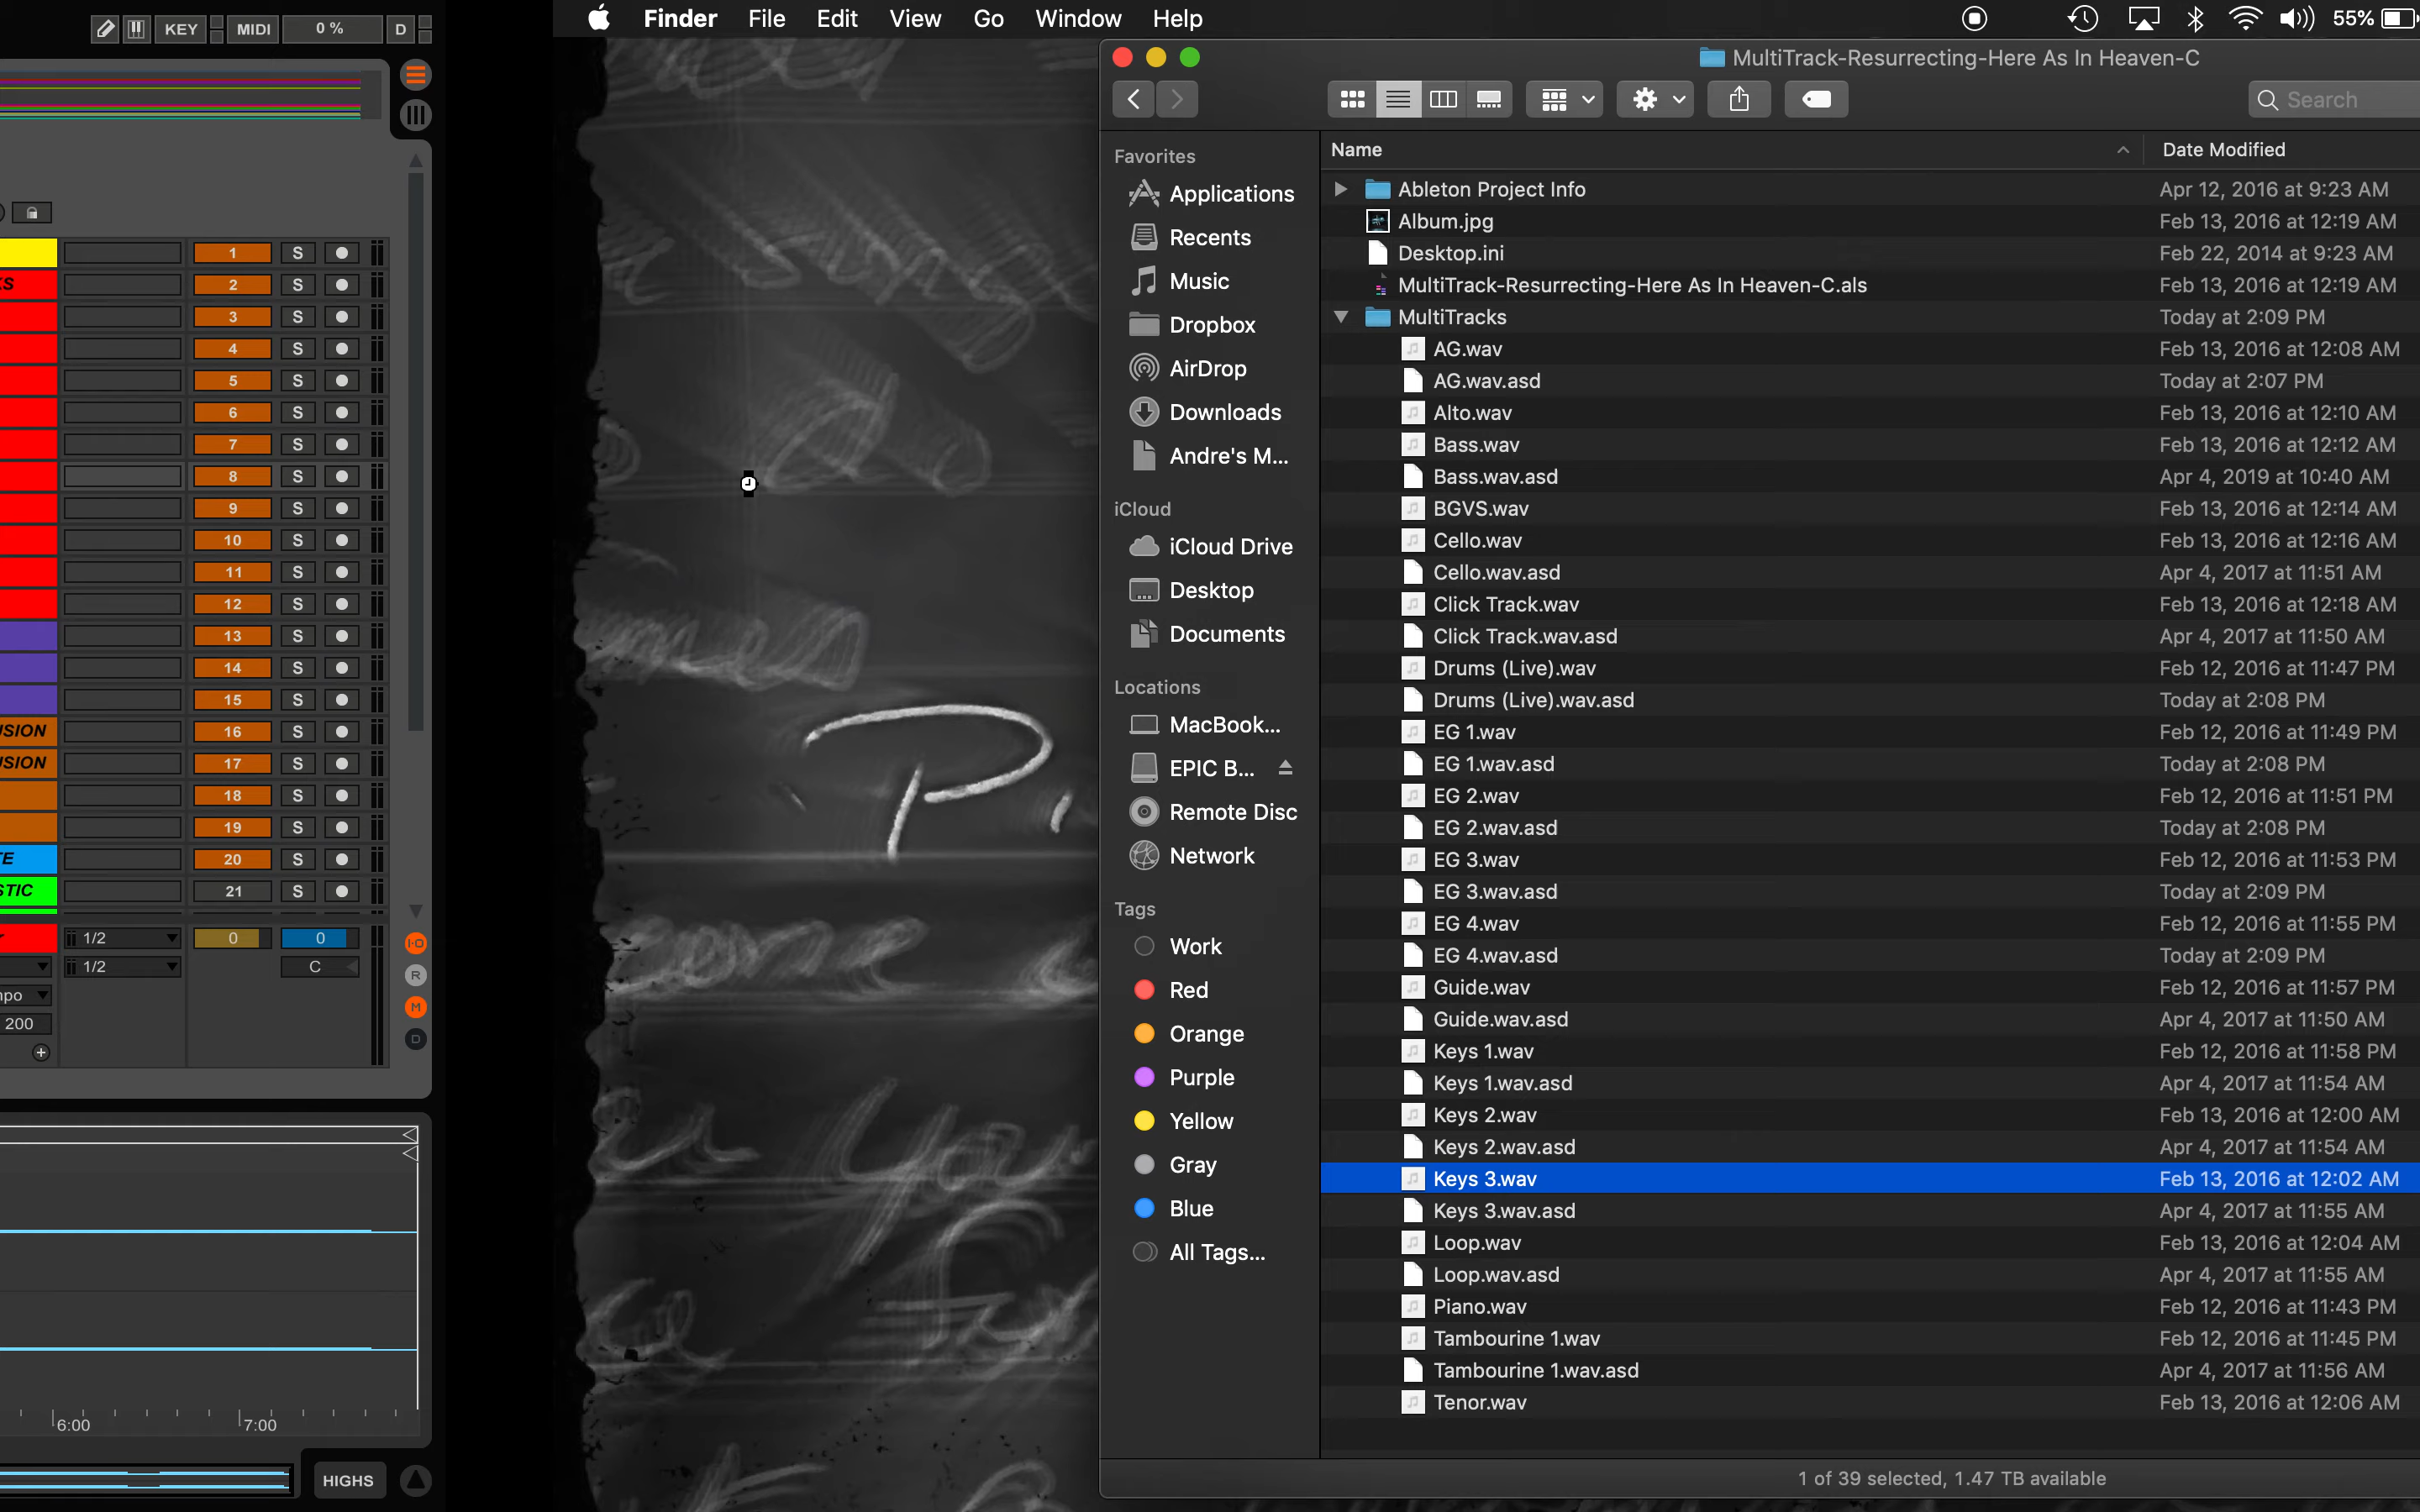 KEY MIDI 0 % D
KS
1 S
2 S
3 S
4 S
5 S
6 S
7 S
8 S
9 S
10 S
11 S
12 S
13 S
14 S
15 S
USION 16 S
USION 17 S
18 S
19 S
TE 20 S
STIC 21 S
1/2 0 0
1/2 C
mpo
200
I·O
R
M
D
6:00 7:00
HIGHS
Finder File Edit View Go Window Help 55%
MultiTrack-Resurrecting-Here As In Heaven-C
Search
Favorites
Applications
Recents
Music
Dropbox
AirDrop
Downloads
Andre's M...
iCloud
iCloud Drive
Desktop
Documents
Locations
MacBook...
EPIC B...
Remote Disc
Network
Tags
Work
Red
Orange
Purple
Yellow
Gray
Blue
All Tags...
Name Date Modified
Ableton Project Info Apr 12, 2016 at 9:23 AM
Album.jpg Feb 13, 2016 at 12:19 AM
Desktop.ini Feb 22, 2014 at 9:23 AM
MultiTrack-Resurrecting-Here As In Heaven-C.als Feb 13, 2016 at 12:19 AM
MultiTracks Today at 2:09 PM
AG.wav Feb 13, 2016 at 12:08 AM
AG.wav.asd Today at 2:07 PM
Alto.wav Feb 13, 2016 at 12:10 AM
Bass.wav Feb 13, 2016 at 12:12 AM
Bass.wav.asd Apr 4, 2019 at 10:40 AM
BGVS.wav Feb 13, 2016 at 12:14 AM
Cello.wav Feb 13, 2016 at 12:16 AM
Cello.wav.asd Apr 4, 2017 at 11:51 AM
Click Track.wav Feb 13, 2016 at 12:18 AM
Click Track.wav.asd Apr 4, 2017 at 11:50 AM
Drums (Live).wav Feb 12, 2016 at 11:47 PM
Drums (Live).wav.asd Today at 2:08 PM
EG 1.wav Feb 12, 2016 at 11:49 PM
EG 1.wav.asd Today at 2:08 PM
EG 2.wav Feb 12, 2016 at 11:51 PM
EG 2.wav.asd Today at 2:08 PM
EG 3.wav Feb 12, 2016 at 11:53 PM
EG 3.wav.asd Today at 2:09 PM
EG 4.wav Feb 12, 2016 at 11:55 PM
EG 4.wav.asd Today at 2:09 PM
Guide.wav Feb 12, 2016 at 11:57 PM
Guide.wav.asd Apr 4, 2017 at 11:50 AM
Keys 1.wav Feb 12, 2016 at 11:58 PM
Keys 1.wav.asd Apr 4, 2017 at 11:54 AM
Keys 2.wav Feb 13, 2016 at 12:00 AM
Keys 2.wav.asd Apr 4, 2017 at 11:54 AM
Keys 3.wav Feb 13, 2016 at 12:02 AM
Keys 3.wav.asd Apr 4, 2017 at 11:55 AM
Loop.wav Feb 13, 2016 at 12:04 AM
Loop.wav.asd Apr 4, 2017 at 11:55 AM
Piano.wav Feb 12, 2016 at 11:43 PM
Tambourine 1.wav Feb 12, 2016 at 11:45 PM
Tambourine 1.wav.asd Apr 4, 2017 at 11:56 AM
Tenor.wav Feb 13, 2016 at 12:06 AM
1 of 39 selected, 1.47 TB available